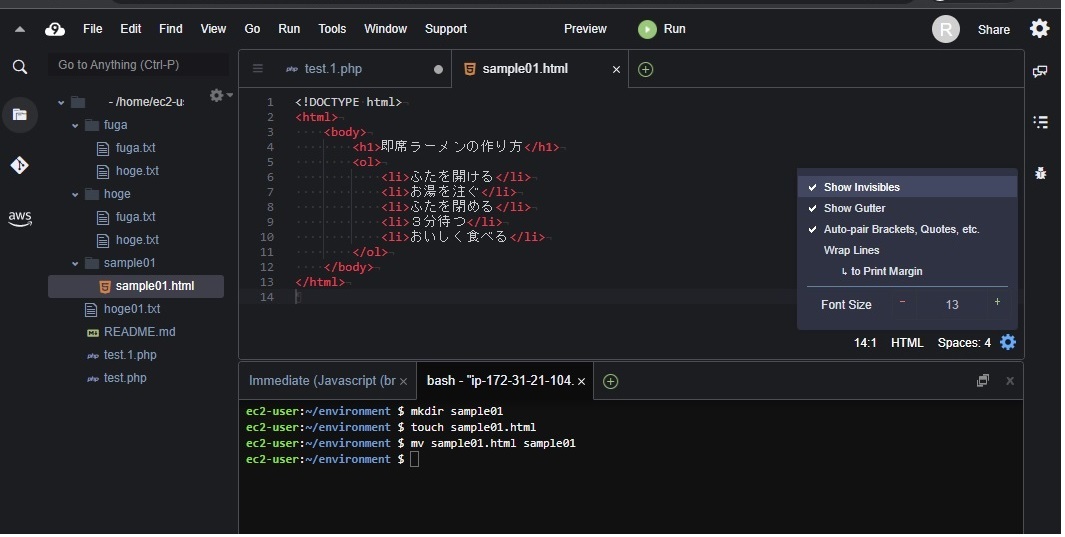 9 File Edit Find View Go Run Tools Window Support Preview Run R Share
Go to Anything (Ctrl-P)
- /home/ec2-u
fuga
fuga.txt
hoge.txt
hoge
fuga.txt
hoge.txt
sample01
sample01.html
hoge01.txt
README.md
test.1.php
test.php
aws
test.1.php sample01.html
1 <!DOCTYPE html>
2 <html>
3 <body>
4 <h1>即席ラーメンの作り方</h1>
5 <ol>
6 <li>ふたを開ける</li>
7 <li>お湯を注ぐ</li>
8 <li>ふたを閉める</li>
9 <li>３分待つ</li>
10 <li>おいしく食べる</li>
11 </ol>
12 </body>
13 </html>
14
Show Invisibles
Show Gutter
Auto-pair Brackets, Quotes, etc.
Wrap Lines
↳ to Print Margin
Font Size - 13 +
14:1 HTML Spaces: 4
Immediate (Javascript (br × bash - "ip-172-31-21-104. ×
ec2-user:~/environment $ mkdir sample01
ec2-user:~/environment $ touch sample01.html
ec2-user:~/environment $ mv sample01.html sample01
ec2-user:~/environment $